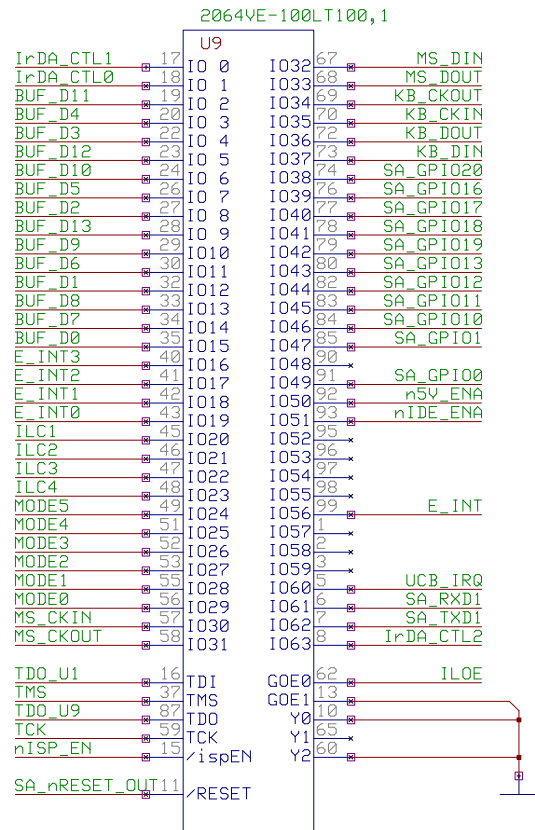 2064VE-100LT100,1
U9
IrDA_CTL1 17 IO 0 IO32 67 MS_DIN
IrDA_CTL0 18 IO 1 IO33 68 MS_DOUT
BUF_D11 19 IO 2 IO34 69 KB_CKOUT
BUF_D4 20 IO 3 IO35 70 KB_CKIN
BUF_D3 22 IO 4 IO36 72 KB_DOUT
BUF_D12 23 IO 5 IO37 73 KB_DIN
BUF_D10 24 IO 6 IO38 74 SA_GPIO20
BUF_D5 26 IO 7 IO39 76 SA_GPIO16
BUF_D2 27 IO 8 IO40 77 SA_GPIO17
BUF_D13 28 IO 9 IO41 78 SA_GPIO18
BUF_D9 29 IO10 IO42 79 SA_GPIO19
BUF_D6 30 IO11 IO43 80 SA_GPIO13
BUF_D1 32 IO12 IO44 82 SA_GPIO12
BUF_D8 33 IO13 IO45 83 SA_GPIO11
BUF_D7 34 IO14 IO46 84 SA_GPIO10
BUF_D0 35 IO15 IO47 85 SA_GPIO1
E_INT3 40 IO16 IO48 90
E_INT2 41 IO17 IO49 91 SA_GPIO0
E_INT1 42 IO18 IO50 92 n5V_ENA
E_INT0 43 IO19 IO51 93 nIDE_ENA
ILC1 45 IO20 IO52 95
ILC2 46 IO21 IO53 96
ILC3 47 IO22 IO54 97
ILC4 48 IO23 IO55 98
MODE5 49 IO24 IO56 99 E_INT
MODE4 51 IO25 IO57 1
MODE3 52 IO26 IO58 2
MODE2 53 IO27 IO59 3
MODE1 55 IO28 IO60 5 UCB_IRQ
MODE0 56 IO29 IO61 6 SA_RXD1
MS_CKIN 57 IO30 IO62 7 SA_TXD1
MS_CKOUT 58 IO31 IO63 8 IrDA_CTL2
TDO_U1 16 TDI GOE0 62 ILOE
TMS 37 TMS GOE1 13
TDO_U9 87 TDO Y0 10
TCK 59 TCK Y1 65
nISP_EN 15 /ispEN Y2 60
SA_nRESET_OUT 11 /RESET